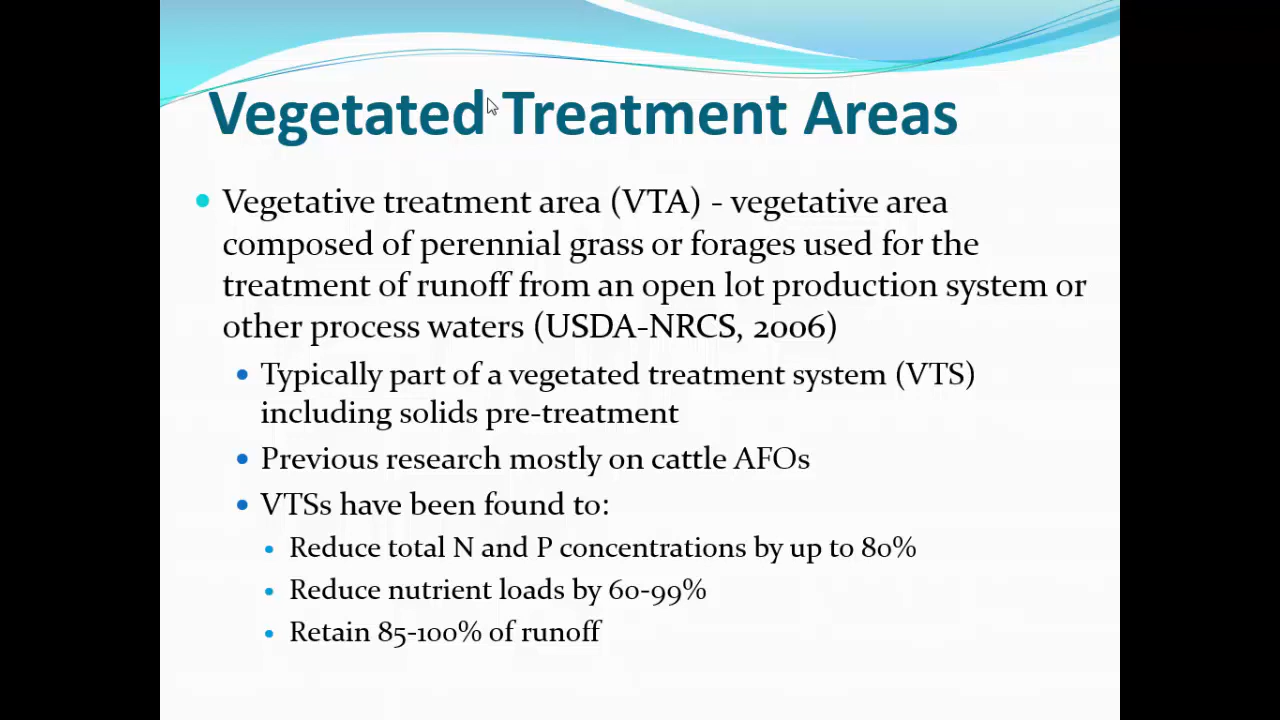 Vegetated Treatment Areas
Vegetative treatment area (VTA) - vegetative area
composed of perennial grass or forages used for the
treatment of runoff from an open lot production system or
other process waters (USDA-NRCS, 2006)
Typically part of a vegetated treatment system (VTS)
including solids pre-treatment
Previous research mostly on cattle AFOs
VTSs have been found to:
Reduce total N and P concentrations by up to 80%
Reduce nutrient loads by 60-99%
Retain 85-100% of runoff